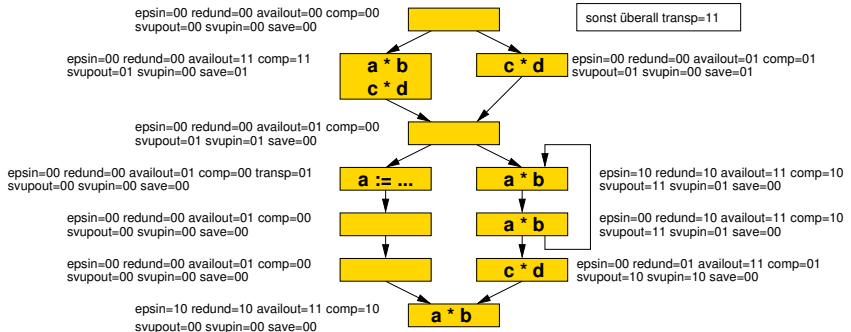 epsin=00 redund=00 availout=00 comp=00
svupout=00 svupin=00 save=00
sonst überall transp=11
epsin=00 redund=00 availout=11 comp=11
svupout=01 svupin=00 save=01
a * b
c * d
c * d
epsin=00 redund=00 availout=01 comp=01
svupout=01 svupin=00 save=01
epsin=00 redund=00 availout=01 comp=00
svupout=01 svupin=01 save=00
epsin=00 redund=00 availout=01 comp=00 transp=01
svupout=00 svupin=00 save=00
a := ...
a * b
epsin=10 redund=10 availout=11 comp=10
svupout=11 svupin=01 save=00
epsin=00 redund=00 availout=01 comp=00
svupout=00 svupin=00 save=00
a * b
epsin=00 redund=10 availout=11 comp=10
svupout=11 svupin=01 save=00
epsin=00 redund=00 availout=01 comp=00
svupout=00 svupin=00 save=00
c * d
epsin=00 redund=01 availout=11 comp=01
svupout=10 svupin=10 save=00
epsin=10 redund=10 availout=11 comp=10
svupout=00 svupin=00 save=00
a * b